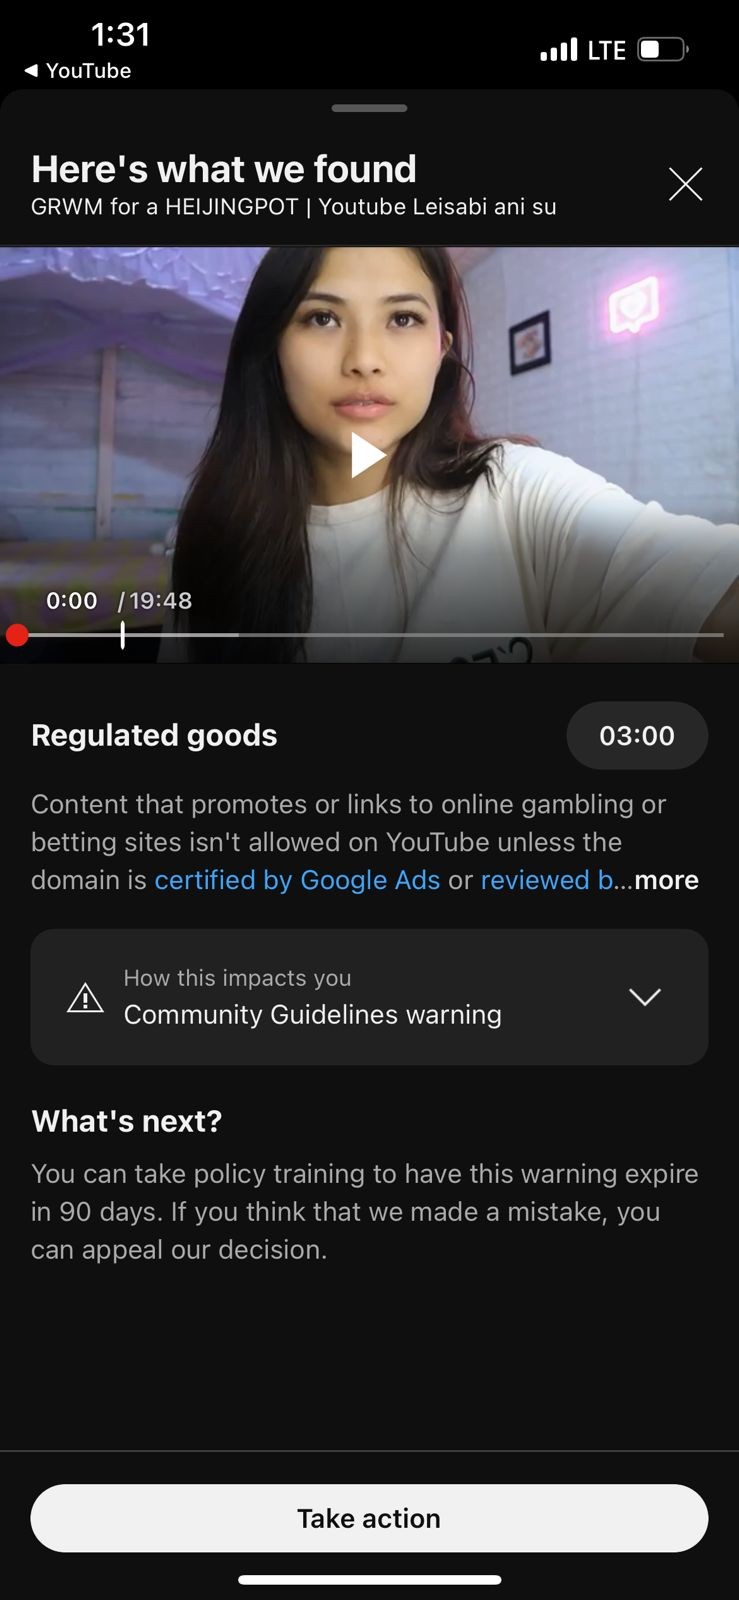 1:31
LTE
◀ YouTube
Here's what we found
GRWM for a HEIJINGPOT | Youtube Leisabi ani su
0:00 / 19:48
Regulated goods
03:00
Content that promotes or links to online gambling or
betting sites isn't allowed on YouTube unless the
domain is certified by Google Ads or reviewed b...more
How this impacts you
Community Guidelines warning
What's next?
You can take policy training to have this warning expire
in 90 days. If you think that we made a mistake, you
can appeal our decision.
Take action